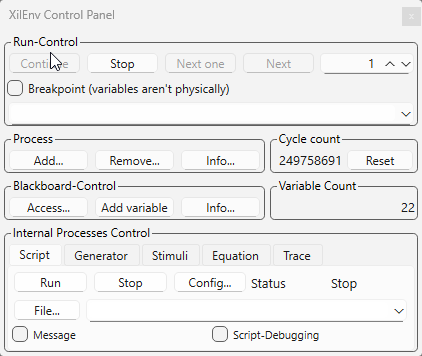 XilEnv Control Panel
Run-Control
Continue Stop Next one Next 1
Breakpoint (variables aren't physically)
Process Cycle count
Add... Remove... Info... 249758691 Reset
Blackboard-Control Variable Count
Access... Add variable Info... 22
Internal Processes Control
Script Generator Stimuli Equation Trace
Run Stop Config... Status Stop
File...
Message Script-Debugging